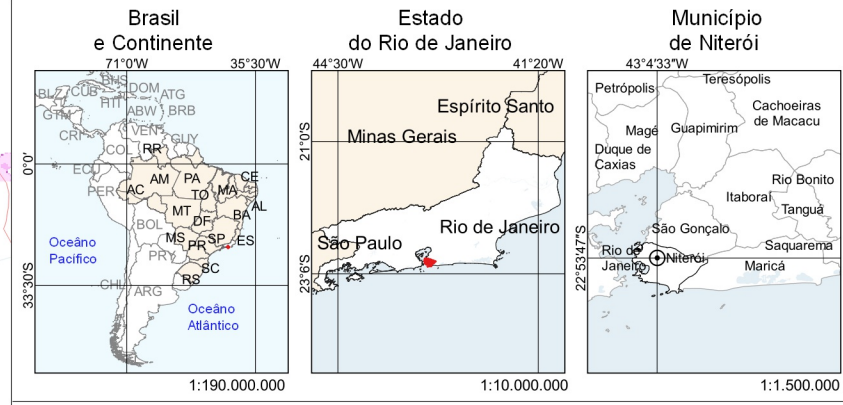 Brasil
e Continente
71°0'W
35°30'W
0°0'
33°30'S
BHS
BLZ
CUB
DOM
ATG
HTI
GTM
ABW
BRB
CRI
VEN
GUY
COL
RR
ECU
AM
PA
CE
PER
AC
TO
MA
AL
MT
BA
BOL
DF
MS
SP
ES
PR
Oceâno
Pacífico
PRY
SC
RS
CHL
ARG
Oceâno
Atlântico
1:190.000.000
Estado
do Rio de Janeiro
44°30'W
41°20'W
21°0'S
23°6'S
Espírito Santo
Minas Gerais
Rio de Janeiro
São Paulo
1:10.000.000
Município
de Niterói
43°4'33"W
22°53'47"S
Teresópolis
Petrópolis
Cachoeiras
de Macacu
Magé
Guapimirim
Duque de
Caxias
Rio Bonito
Itaboraí
Tanguá
São Gonçalo
Saquarema
Rio de
Janeiro
Niterói
Maricá
1:1.500.000